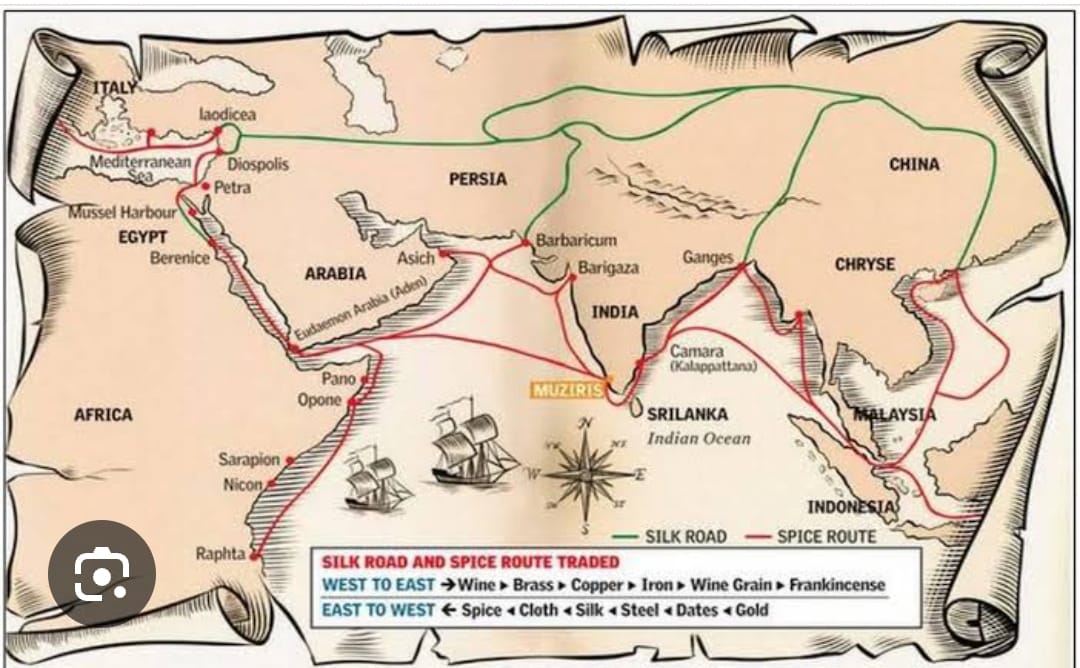 ITALY
laodicea
Mediterranean
Sea
Diospolis
Petra
Mussel Harbour
EGYPT
Berenice
PERSIA
CHINA
ARABIA
Asich
Barbaricum
Barigaza
Ganges
CHRYSE
Eudaemon Arabia (Aden)
INDIA
Camara
(Kalappattana)
Pano
Opone
MUZIRIS
AFRICA
SRILANKA
Indian Ocean
MALAYSIA
Sarapion
Nicon
Raphta
INDONESIA
N
NE
E
SE
S
SW
W
NW
SILK ROAD
SPICE ROUTE
SILK ROAD AND SPICE ROUTE TRADED
WEST TO EAST → Wine ▸ Brass ▸ Copper ▸ Iron ▸ Wine Grain ▸ Frankincense
EAST TO WEST ← Spice ◂ Cloth ◂ Silk ◂ Steel ◂ Dates ◂ Gold